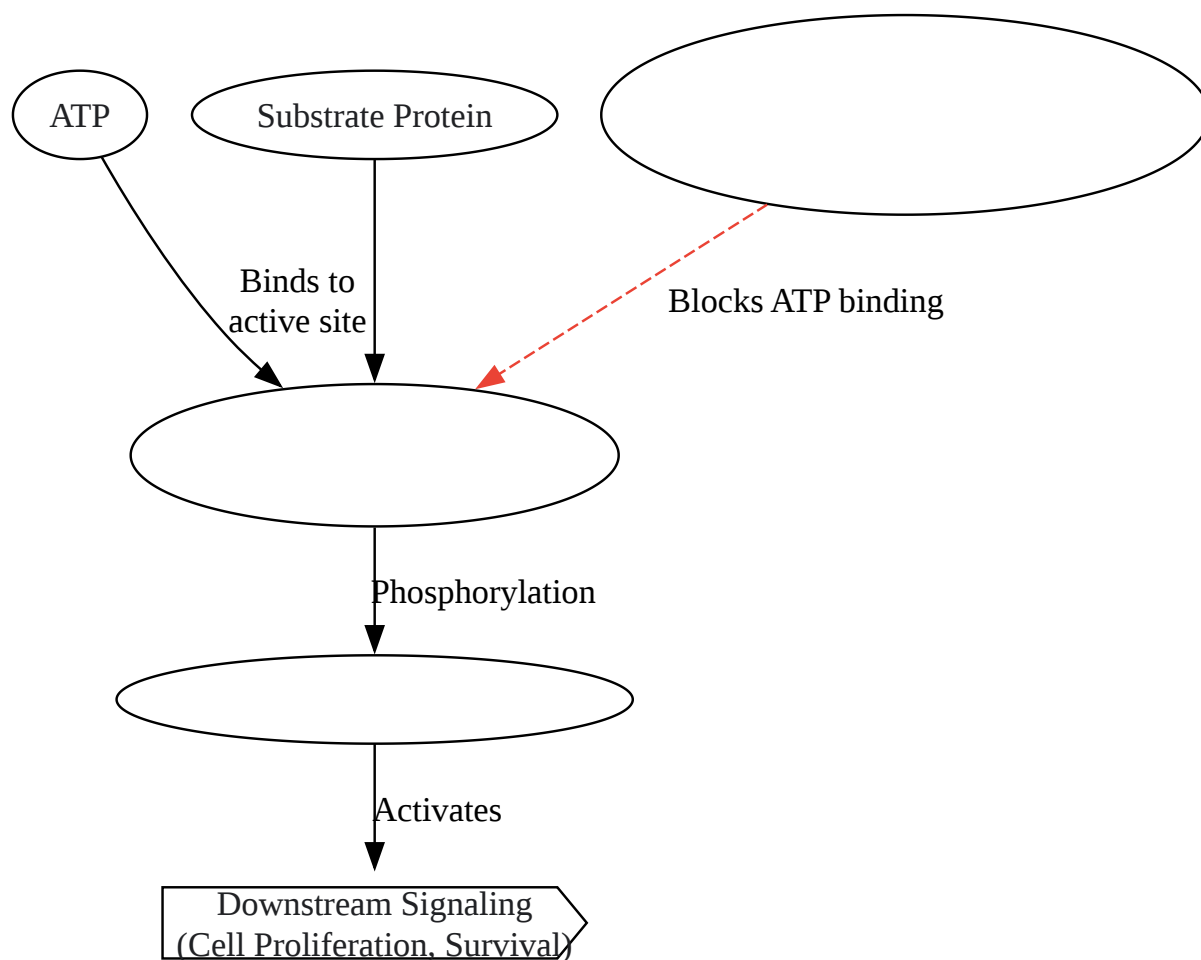 ATP
Substrate Protein
Binds to
active site
Blocks ATP binding
Phosphorylation
Activates
Downstream Signaling
(Cell Proliferation, Survival)